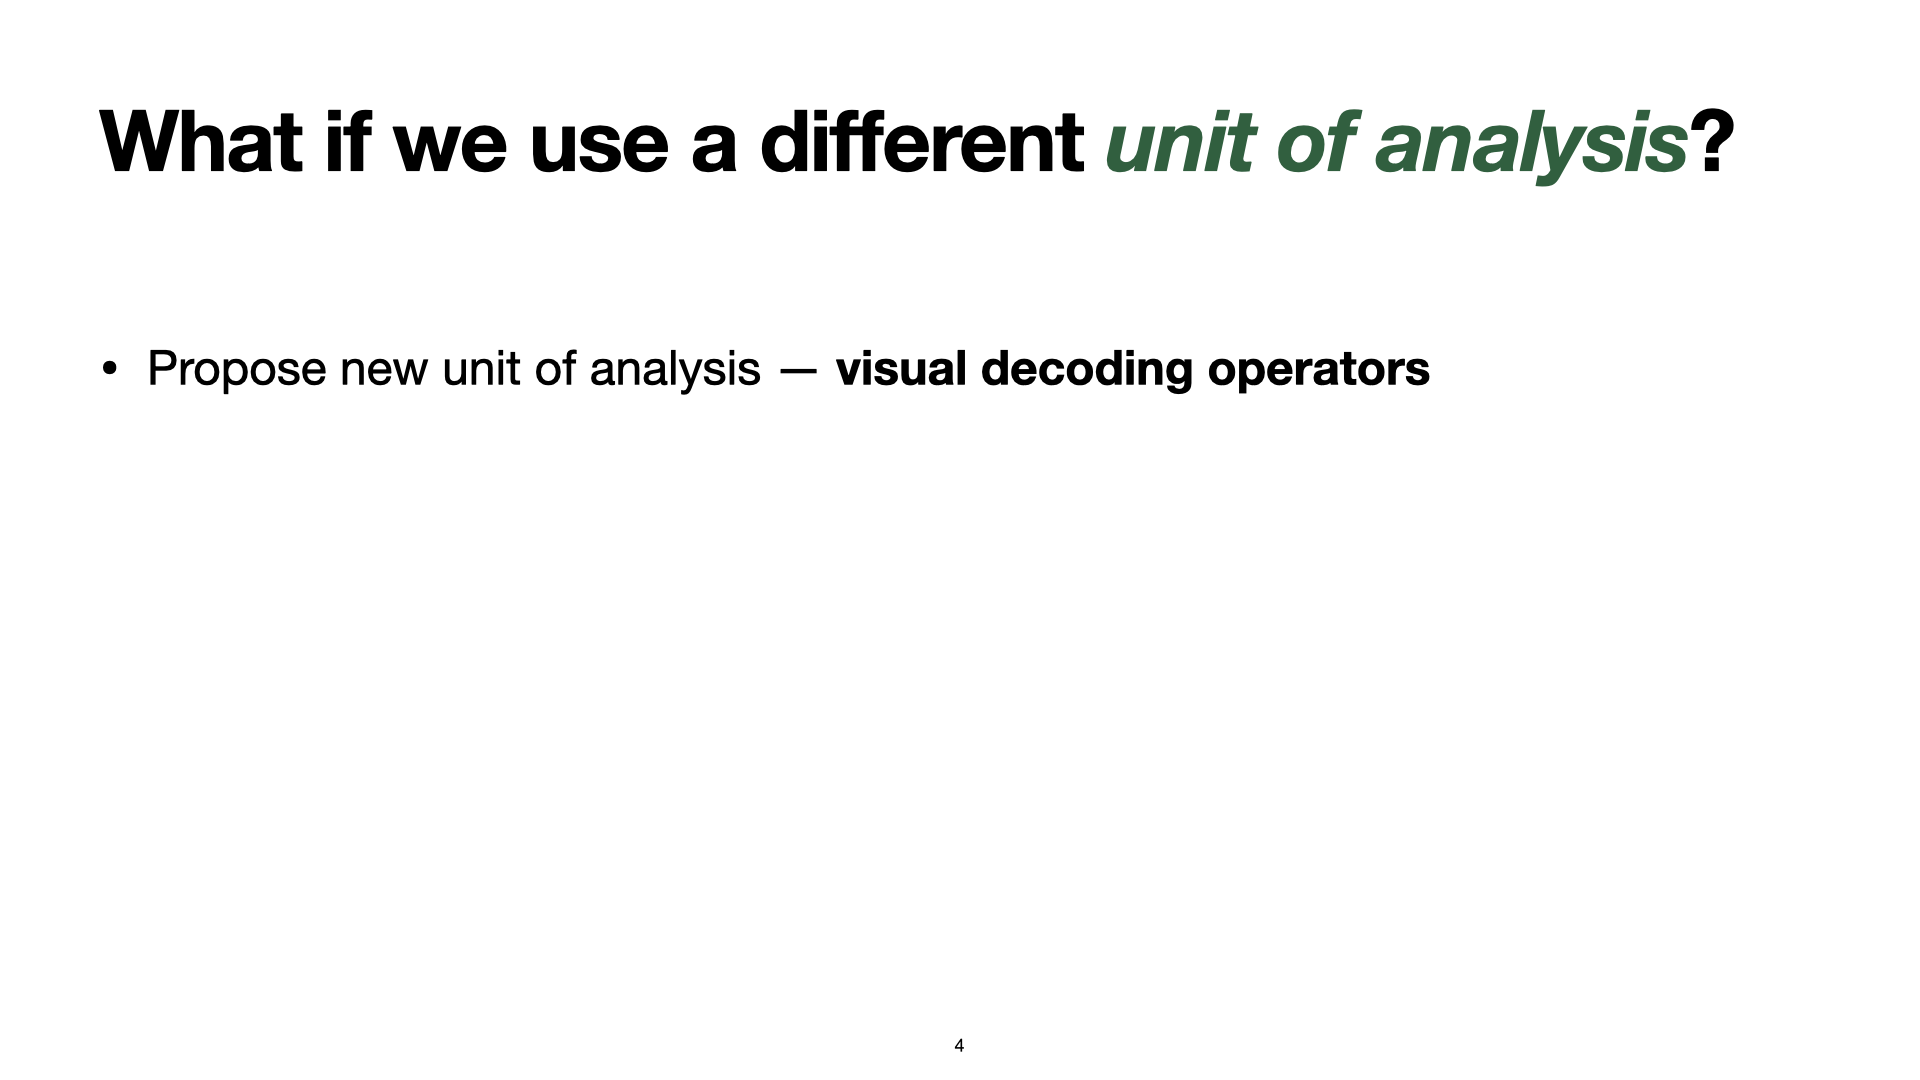 What if we use a different unit of analysis?
• Propose new unit of analysis — visual decoding operators
4